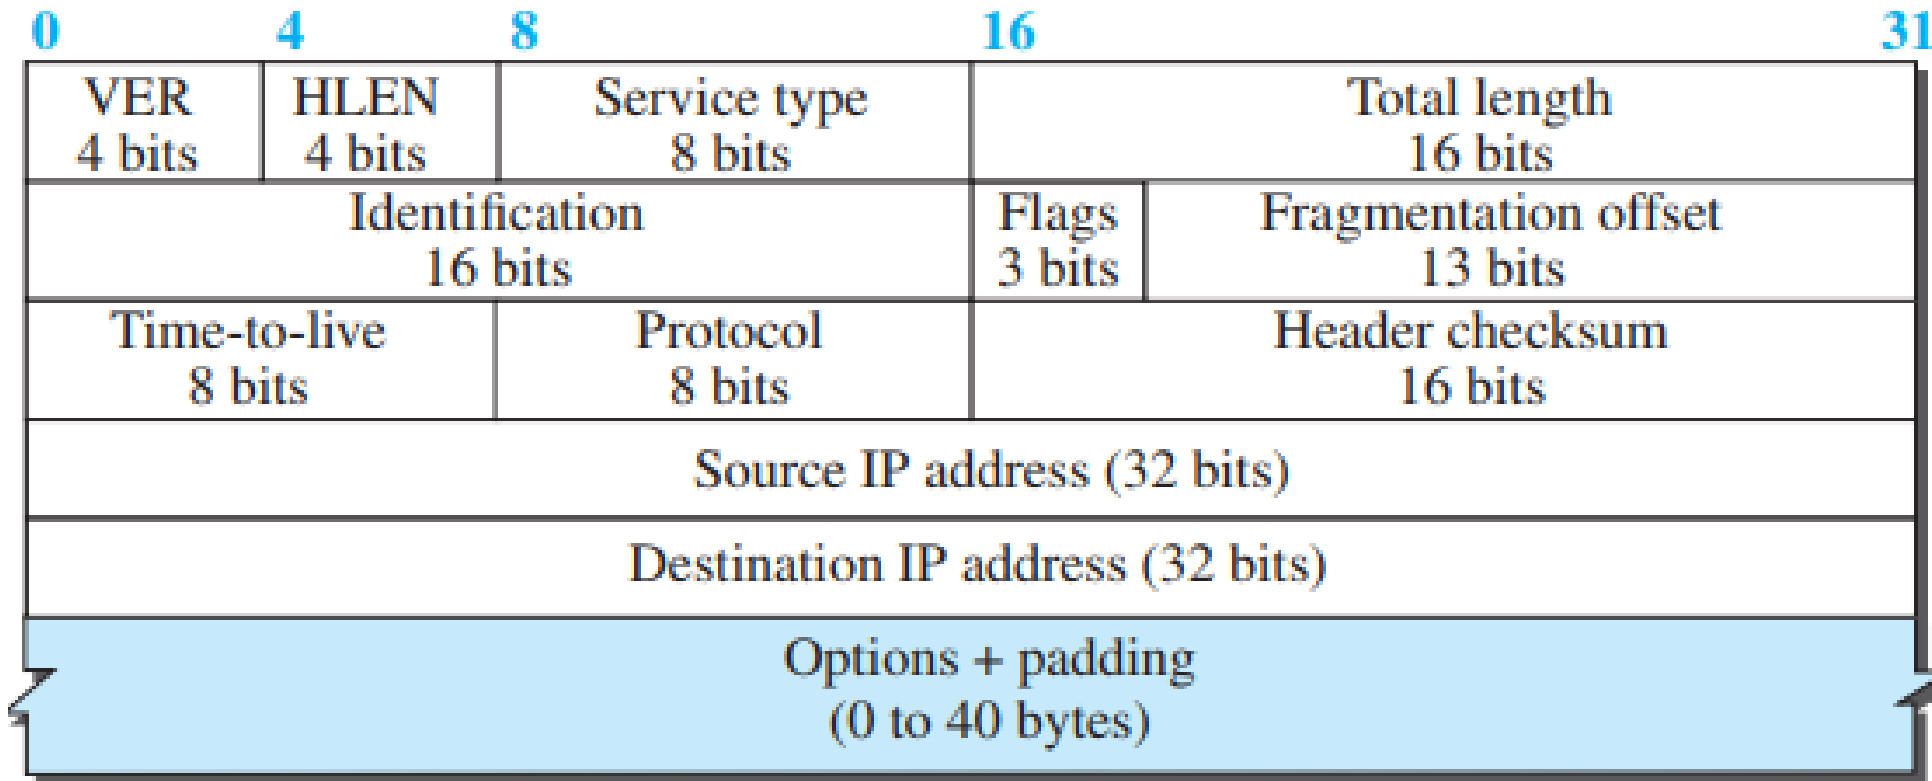 0 4 8 16 31
VER HLEN Service type Total length
4 bits 4 bits 8 bits 16 bits
Identification Flags Fragmentation offset
16 bits 3 bits 13 bits
Time-to-live Protocol Header checksum
8 bits 8 bits 16 bits
Source IP address (32 bits)
Destination IP address (32 bits)
Options + padding
(0 to 40 bytes)